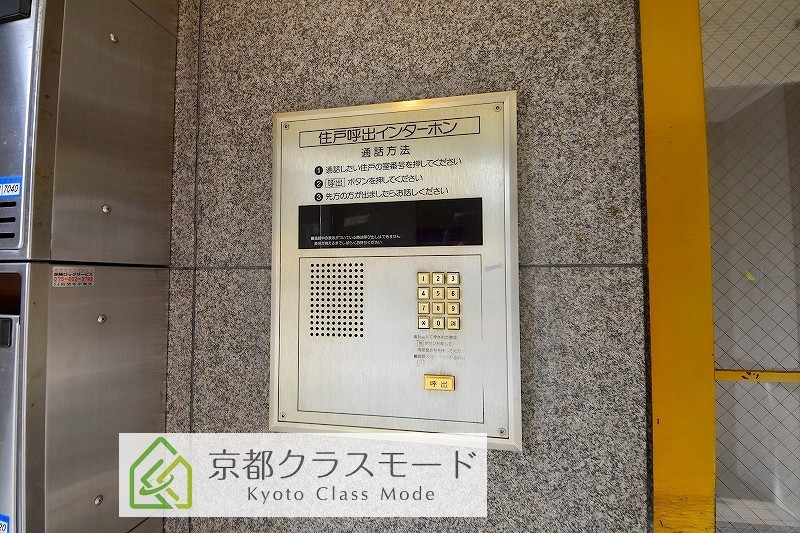 住戸呼出インターホン
通話方法
❶ 通話したい住戸の室番号を押してください
❷ 呼出 ボタンを押してください
❸ 先方の方が出ましたらお話しください
1 2 3
4 5 6
7 8 9
* 0
呼出
7040
京都クラスモード
Kyoto Class Mode